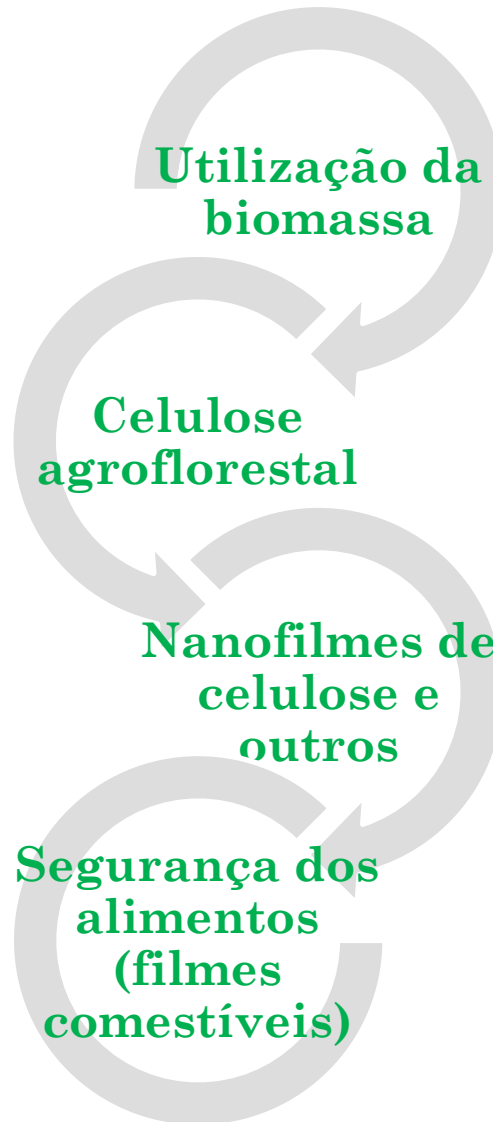 Utilização da
biomassa
Celulose
agroflorestal
Nanofilmes de
celulose e
outros
Segurança dos
alimentos
(filmes
comestíveis)